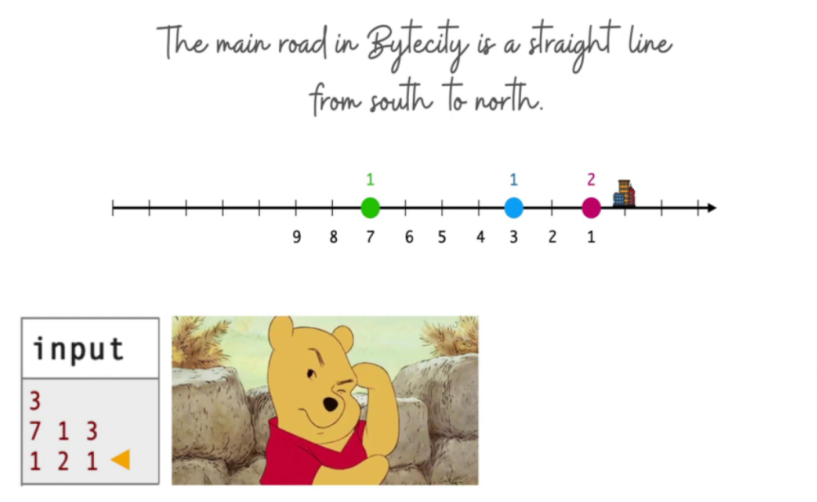 The main road in Bytecity is a straight line
from south to north.
1 1 2
9 8 7 6 5 4 3 2 1
input
3
7 1 3
1 2 1